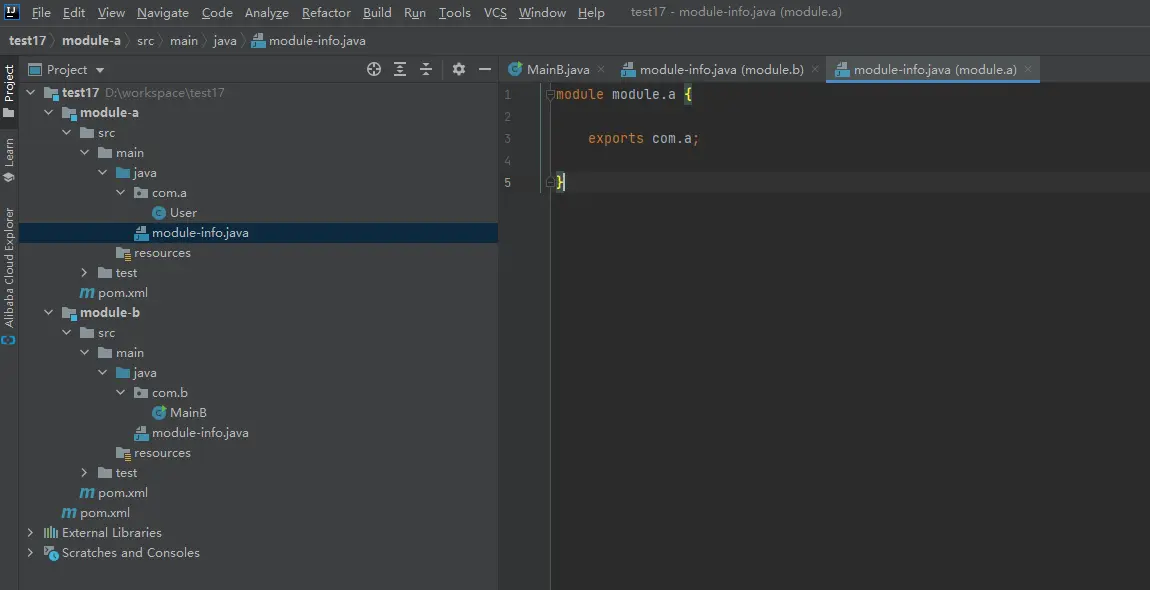 IJ File Edit View Navigate Code Analyze Refactor Build Run Tools VCS Window Help test17 - module-info.java (module.a)
test17 module-a src main java module-info.java
Project
Learn
Alibaba Cloud Explorer
Project
test17 D:\workspace\test17
module-a
src
main
java
com.a
User
module-info.java
resources
test
pom.xml
module-b
src
main
java
com.b
MainB
module-info.java
resources
test
pom.xml
pom.xml
External Libraries
Scratches and Consoles
MainB.java module-info.java (module.b) module-info.java (module.a)
1 module module.a {
2
3 exports com.a;
4
5 }